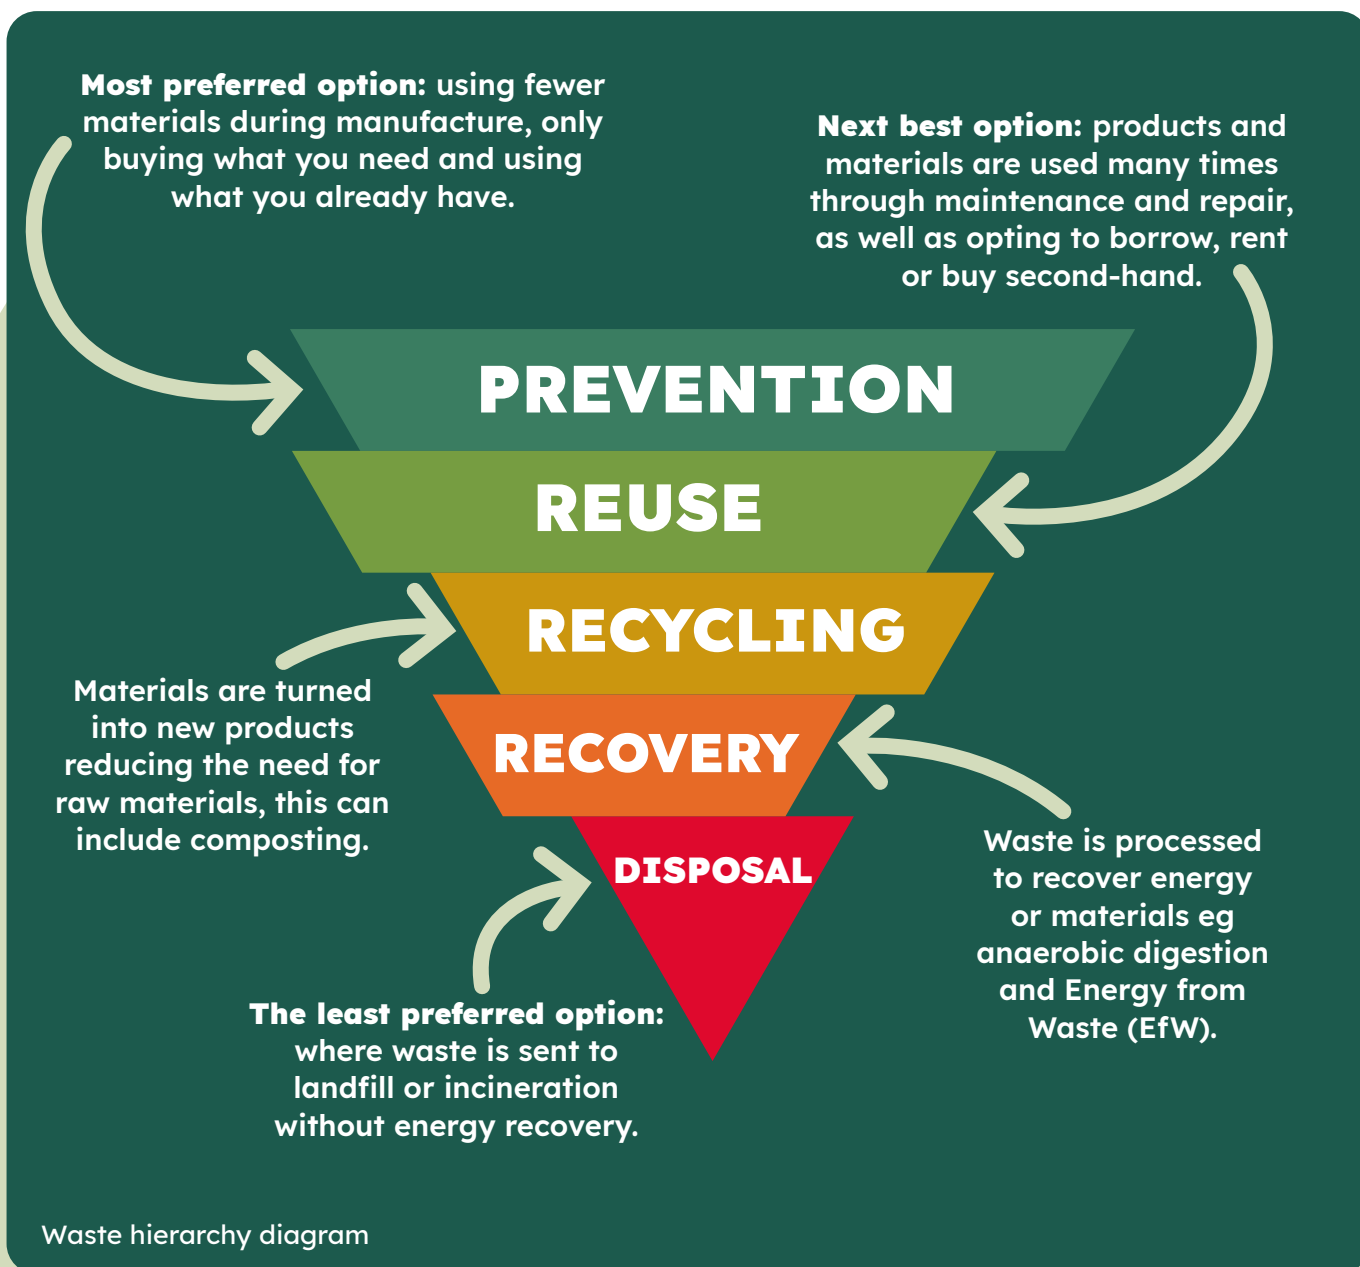 Most preferred option: using fewer
materials during manufacture, only
buying what you need and using
what you already have.
Next best option: products and
materials are used many times
through maintenance and repair,
as well as opting to borrow, rent
or buy second-hand.
PREVENTION
REUSE
RECYCLING
Materials are turned
into new products
reducing the need for
raw materials, this can
include composting.
RECOVERY
Waste is processed
to recover energy
or materials eg
anaerobic digestion
and Energy from
Waste (EfW).
DISPOSAL
The least preferred option:
where waste is sent to
landfill or incineration
without energy recovery.
Waste hierarchy diagram